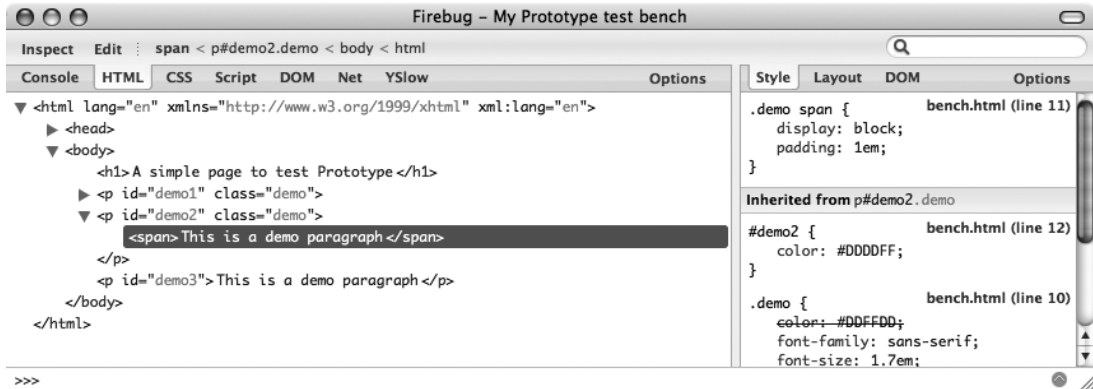 Firebug – My Prototype test bench
Inspect Edit span < p#demo2.demo < body < html
Console HTML CSS Script DOM Net YSlow Options
<html lang="en" xmlns="http://www.w3.org/1999/xhtml" xml:lang="en">
<head>
<body>
<h1>A simple page to test Prototype</h1>
<p id="demo1" class="demo">
<p id="demo2" class="demo">
<span>This is a demo paragraph</span>
</p>
<p id="demo3">This is a demo paragraph</p>
</body>
</html>
>>>
Style Layout DOM Options
.demo span { bench.html (line 11)
display: block;
padding: 1em;
}
Inherited from p#demo2.demo
#demo2 { bench.html (line 12)
color: #DDDDFF;
}
.demo { bench.html (line 10)
color: #DDFFDD;
font-family: sans-serif;
font-size: 1.7em;